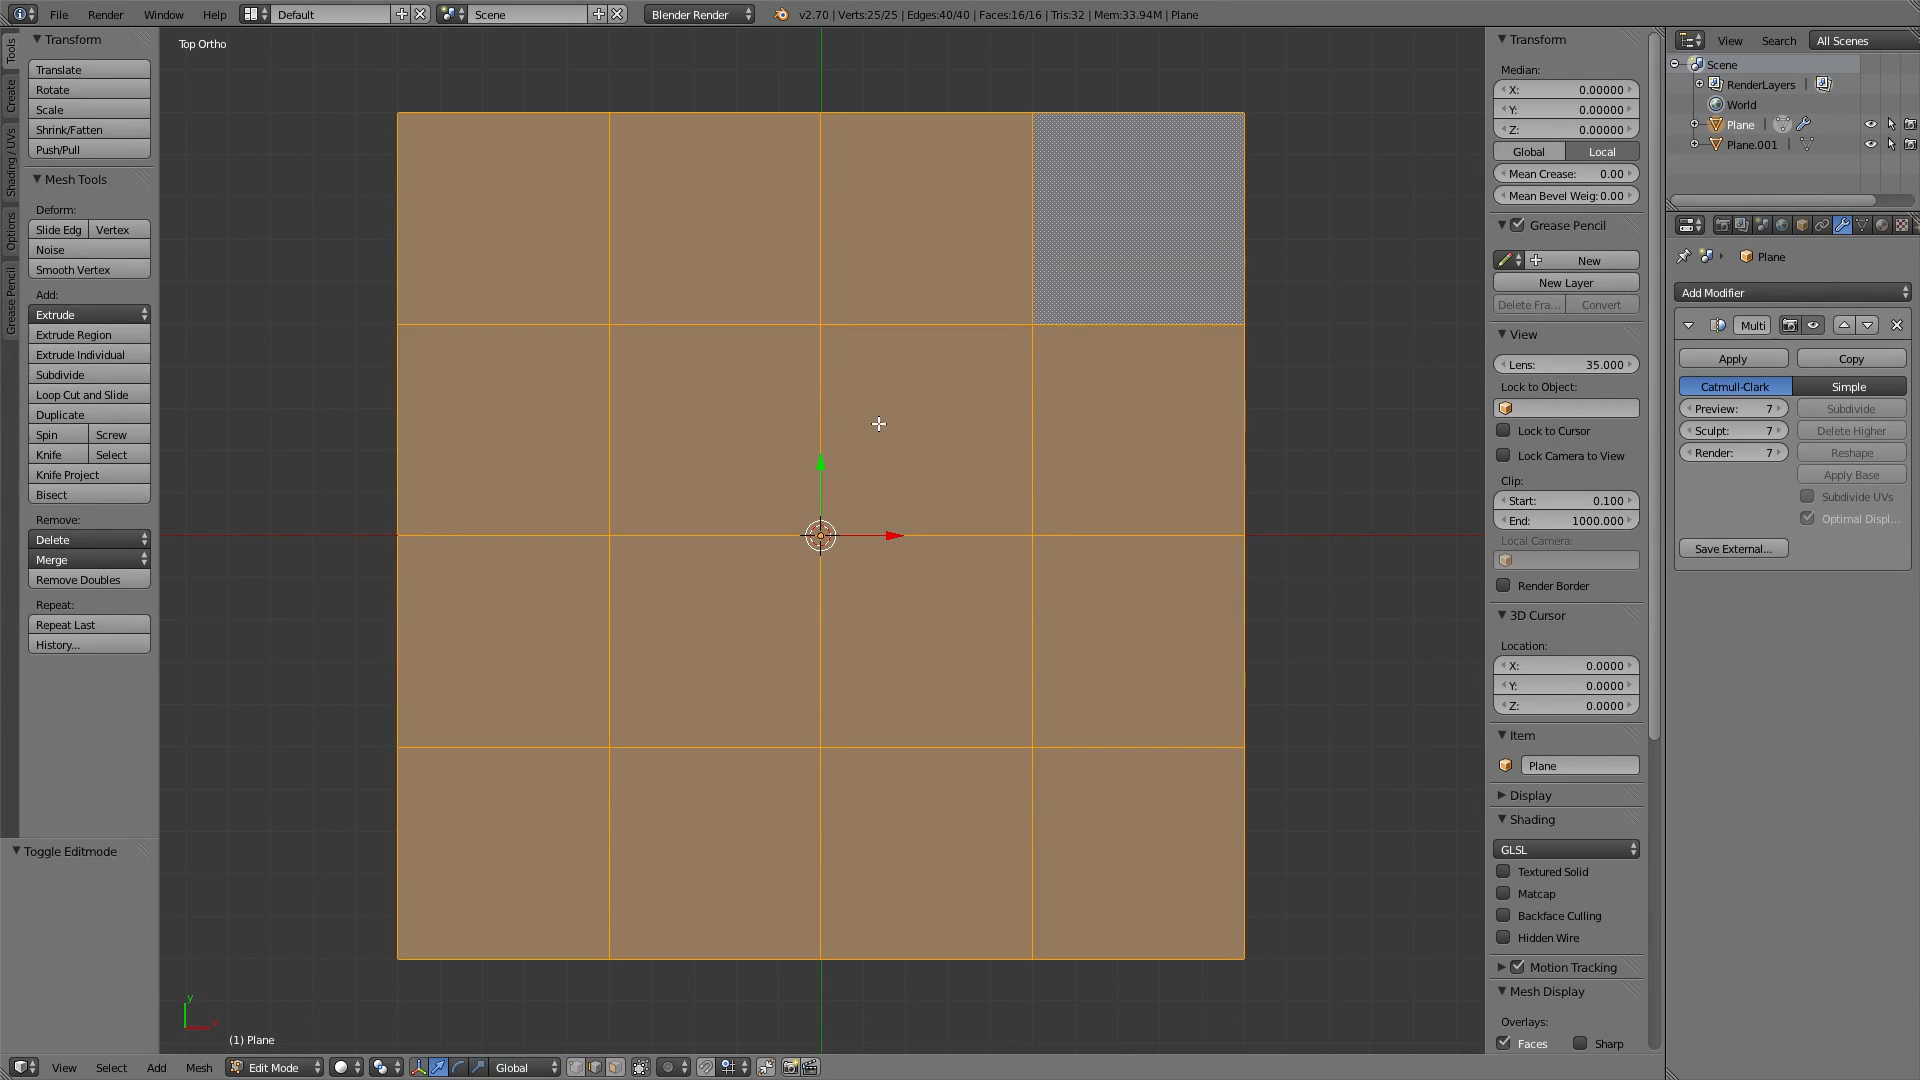 File Render Window Help Default Scene Blender Render v2.70 | Verts:25/25 | Edges:40/40 | Faces:16/16 | Tris:32 | Mem:33.94M | Plane
Tools
Create
Shading / UVs
Options
Grease Pencil
Transform
Translate
Rotate
Scale
Shrink/Fatten
Push/Pull
Mesh Tools
Deform:
Slide Edg Vertex
Noise
Smooth Vertex
Add:
Extrude
Extrude Region
Extrude Individual
Subdivide
Loop Cut and Slide
Duplicate
Spin Screw
Knife Select
Knife Project
Bisect
Remove:
Delete
Merge
Remove Doubles
Repeat:
Repeat Last
History...
Toggle Editmode
Top Ortho
y
x
(1) Plane
View Select Add Mesh Edit Mode Global
Transform
Median:
X: 0.00000
Y: 0.00000
Z: 0.00000
Global Local
Mean Crease: 0.00
Mean Bevel Weig: 0.00
Grease Pencil
New
New Layer
Delete Fra... Convert
View
Lens: 35.000
Lock to Object:
Lock to Cursor
Lock Camera to View
Clip:
Start: 0.100
End: 1000.000
Local Camera:
Render Border
3D Cursor
Location:
X: 0.0000
Y: 0.0000
Z: 0.0000
Item
Plane
Display
Shading
GLSL
Textured Solid
Matcap
Backface Culling
Hidden Wire
Motion Tracking
Mesh Display
Overlays:
Faces Sharp
View Search All Scenes
Scene
RenderLayers |
World
Plane |
Plane.001 |
Plane
Add Modifier
Multi
Apply Copy
Catmull-Clark Simple
Preview: 7 Subdivide
Sculpt: 7 Delete Higher
Render: 7 Reshape
Apply Base
Subdivide UVs
Optimal Displ...
Save External...